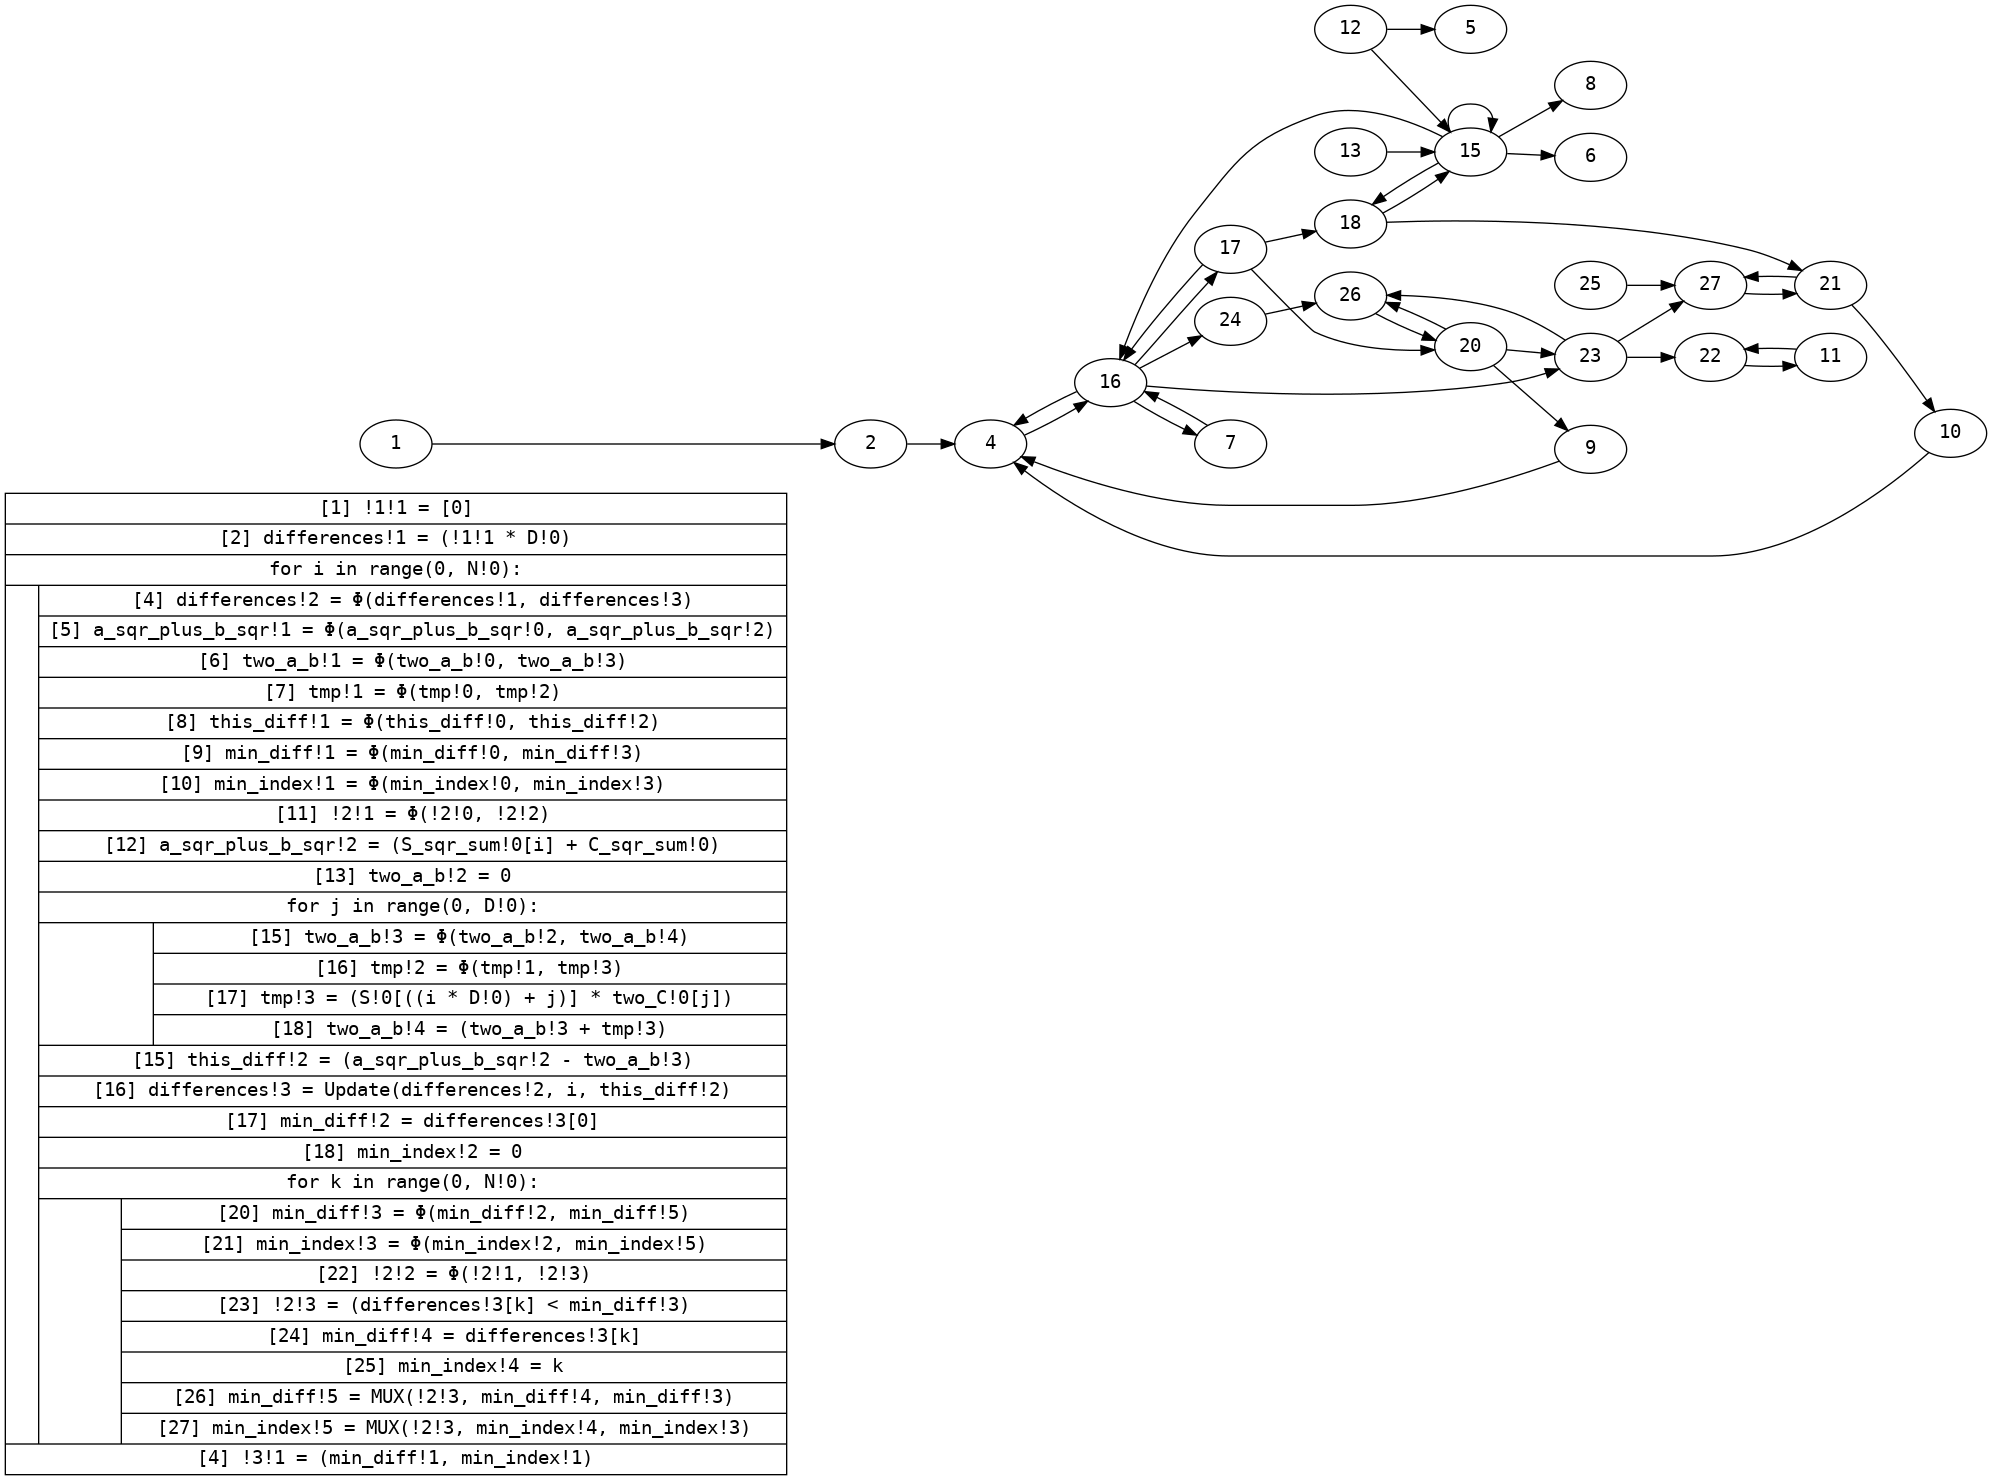 12
5
8
13
15
6
18
17
25
27
21
26
24
20
23
22
11
16
10
1
2
4
7
9
[1] !1!1 = [0]
[2] differences!1 = (!1!1 * D!0)
for i in range(0, N!0):
[4] differences!2 = Φ(differences!1, differences!3)
[5] a_sqr_plus_b_sqr!1 = Φ(a_sqr_plus_b_sqr!0, a_sqr_plus_b_sqr!2)
[6] two_a_b!1 = Φ(two_a_b!0, two_a_b!3)
[7] tmp!1 = Φ(tmp!0, tmp!2)
[8] this_diff!1 = Φ(this_diff!0, this_diff!2)
[9] min_diff!1 = Φ(min_diff!0, min_diff!3)
[10] min_index!1 = Φ(min_index!0, min_index!3)
[11] !2!1 = Φ(!2!0, !2!2)
[12] a_sqr_plus_b_sqr!2 = (S_sqr_sum!0[i] + C_sqr_sum!0)
[13] two_a_b!2 = 0
for j in range(0, D!0):
[15] two_a_b!3 = Φ(two_a_b!2, two_a_b!4)
[16] tmp!2 = Φ(tmp!1, tmp!3)
[17] tmp!3 = (S!0[((i * D!0) + j)] * two_C!0[j])
[18] two_a_b!4 = (two_a_b!3 + tmp!3)
[15] this_diff!2 = (a_sqr_plus_b_sqr!2 - two_a_b!3)
[16] differences!3 = Update(differences!2, i, this_diff!2)
[17] min_diff!2 = differences!3[0]
[18] min_index!2 = 0
for k in range(0, N!0):
[20] min_diff!3 = Φ(min_diff!2, min_diff!5)
[21] min_index!3 = Φ(min_index!2, min_index!5)
[22] !2!2 = Φ(!2!1, !2!3)
[23] !2!3 = (differences!3[k] < min_diff!3)
[24] min_diff!4 = differences!3[k]
[25] min_index!4 = k
[26] min_diff!5 = MUX(!2!3, min_diff!4, min_diff!3)
[27] min_index!5 = MUX(!2!3, min_index!4, min_index!3)
[4] !3!1 = (min_diff!1, min_index!1)